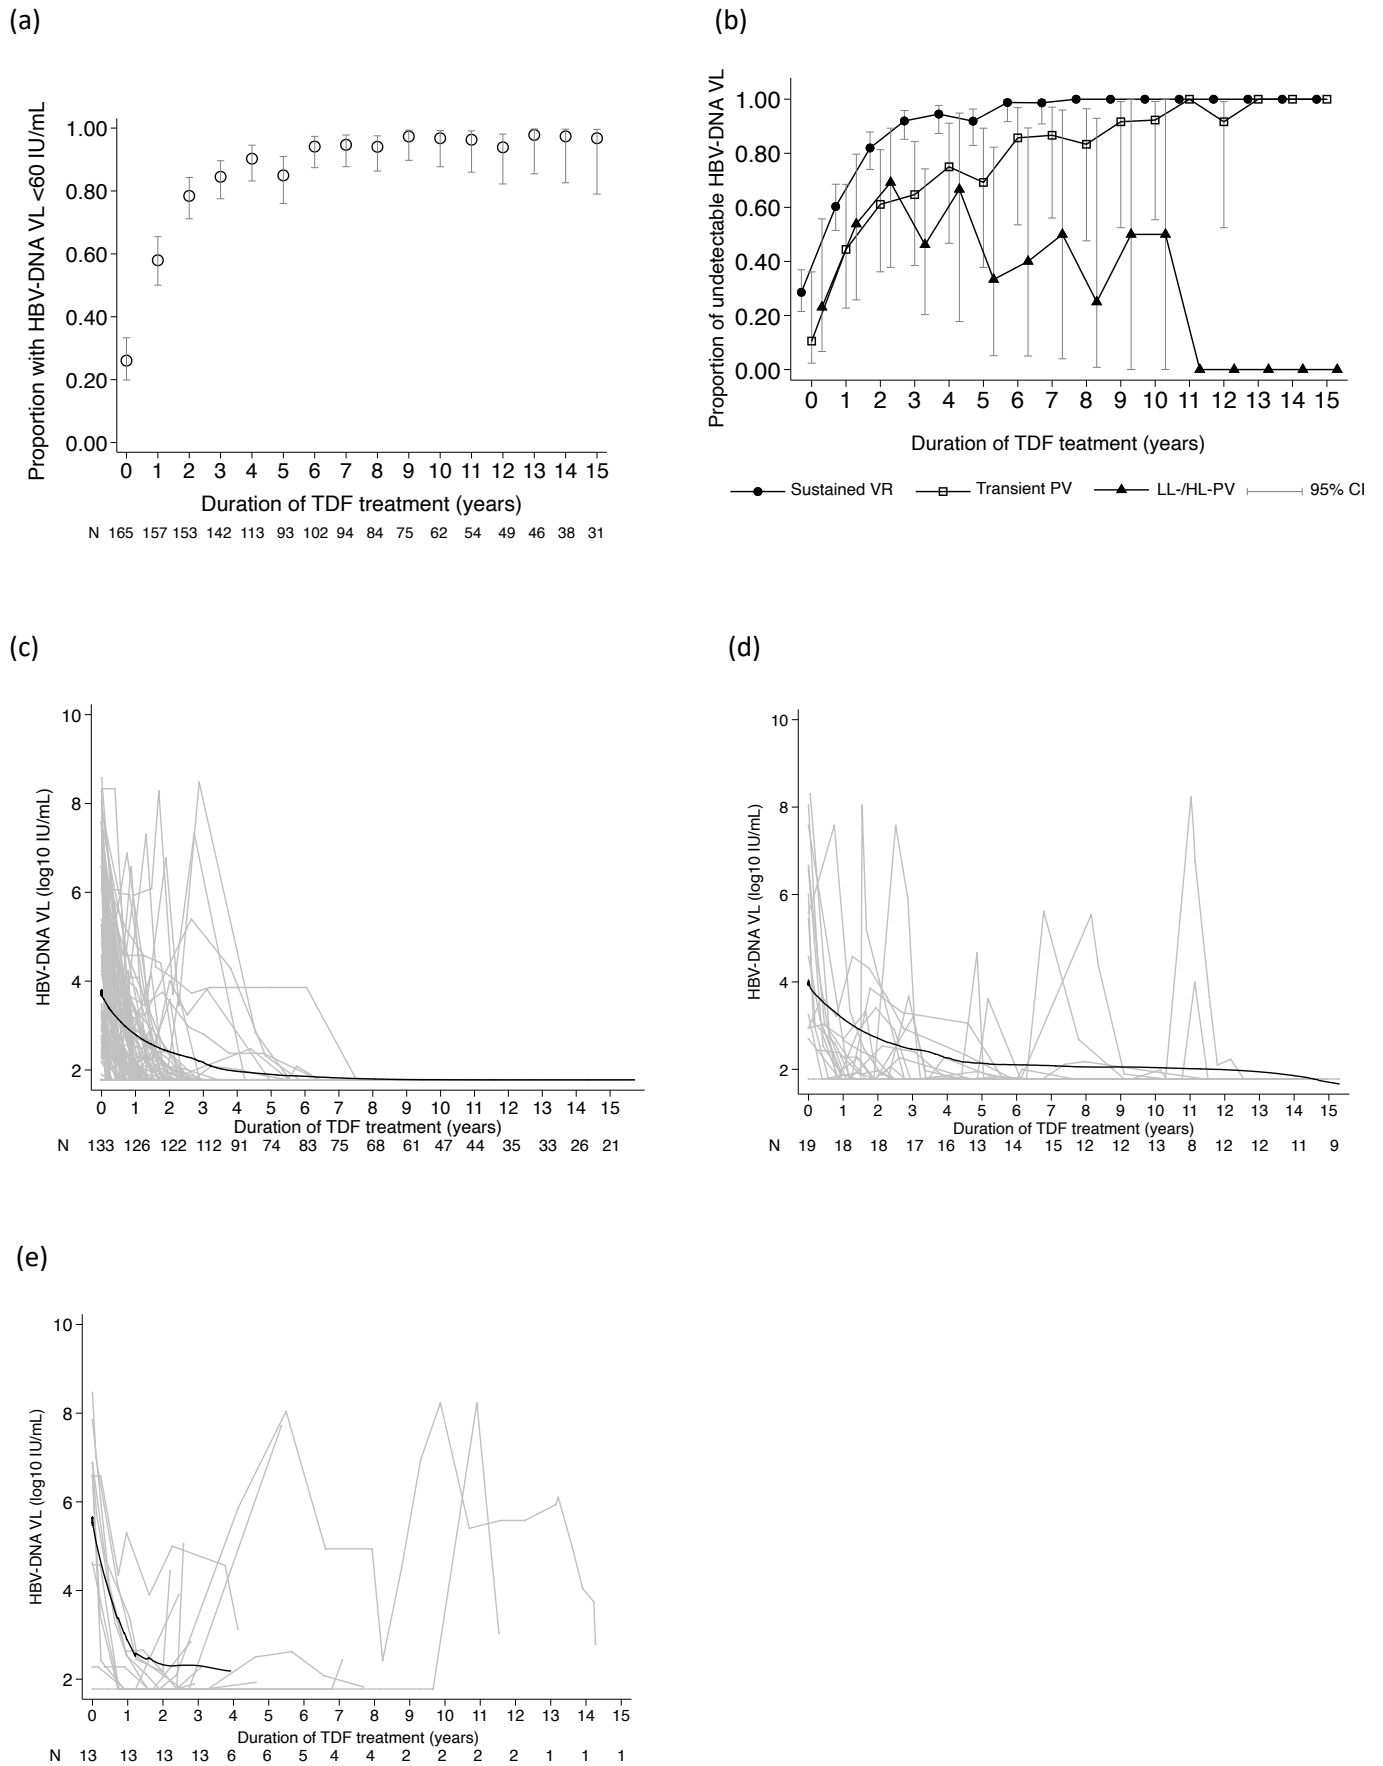 (a)
Proportion with HBV-DNA VL <60 IU/mL
1.00
0.80
0.60
0.40
0.20
0.00
0 1 2 3 4 5 6 7 8 9 10 11 12 13 14 15
Duration of TDF treatment (years)
N 165 157 153 142 113 93 102 94 84 75 62 54 49 46 38 31
(b)
Proportion of undetectable HBV-DNA VL
1.00
0.80
0.60
0.40
0.20
0.00
0 1 2 3 4 5 6 7 8 9 10 11 12 13 14 15
Duration of TDF teatment (years)
Sustained VR Transient PV LL-/HL-PV 95% CI
(c)
HBV-DNA VL (log10 IU/mL)
10
8
6
4
2
0 1 2 3 4 5 6 7 8 9 10 11 12 13 14 15
Duration of TDF treatment (years)
N 133 126 122 112 91 74 83 75 68 61 47 44 35 33 26 21
(d)
HBV-DNA VL (log10 IU/mL)
10
8
6
4
2
0 1 2 3 4 5 6 7 8 9 10 11 12 13 14 15
Duration of TDF treatment (years)
N 19 18 18 17 16 13 14 15 12 12 13 8 12 12 11 9
(e)
HBV-DNA VL (log10 IU/mL)
10
8
6
4
2
0 1 2 3 4 5 6 7 8 9 10 11 12 13 14 15
Duration of TDF treatment (years)
N 13 13 13 13 6 6 5 4 4 2 2 2 2 1 1 1